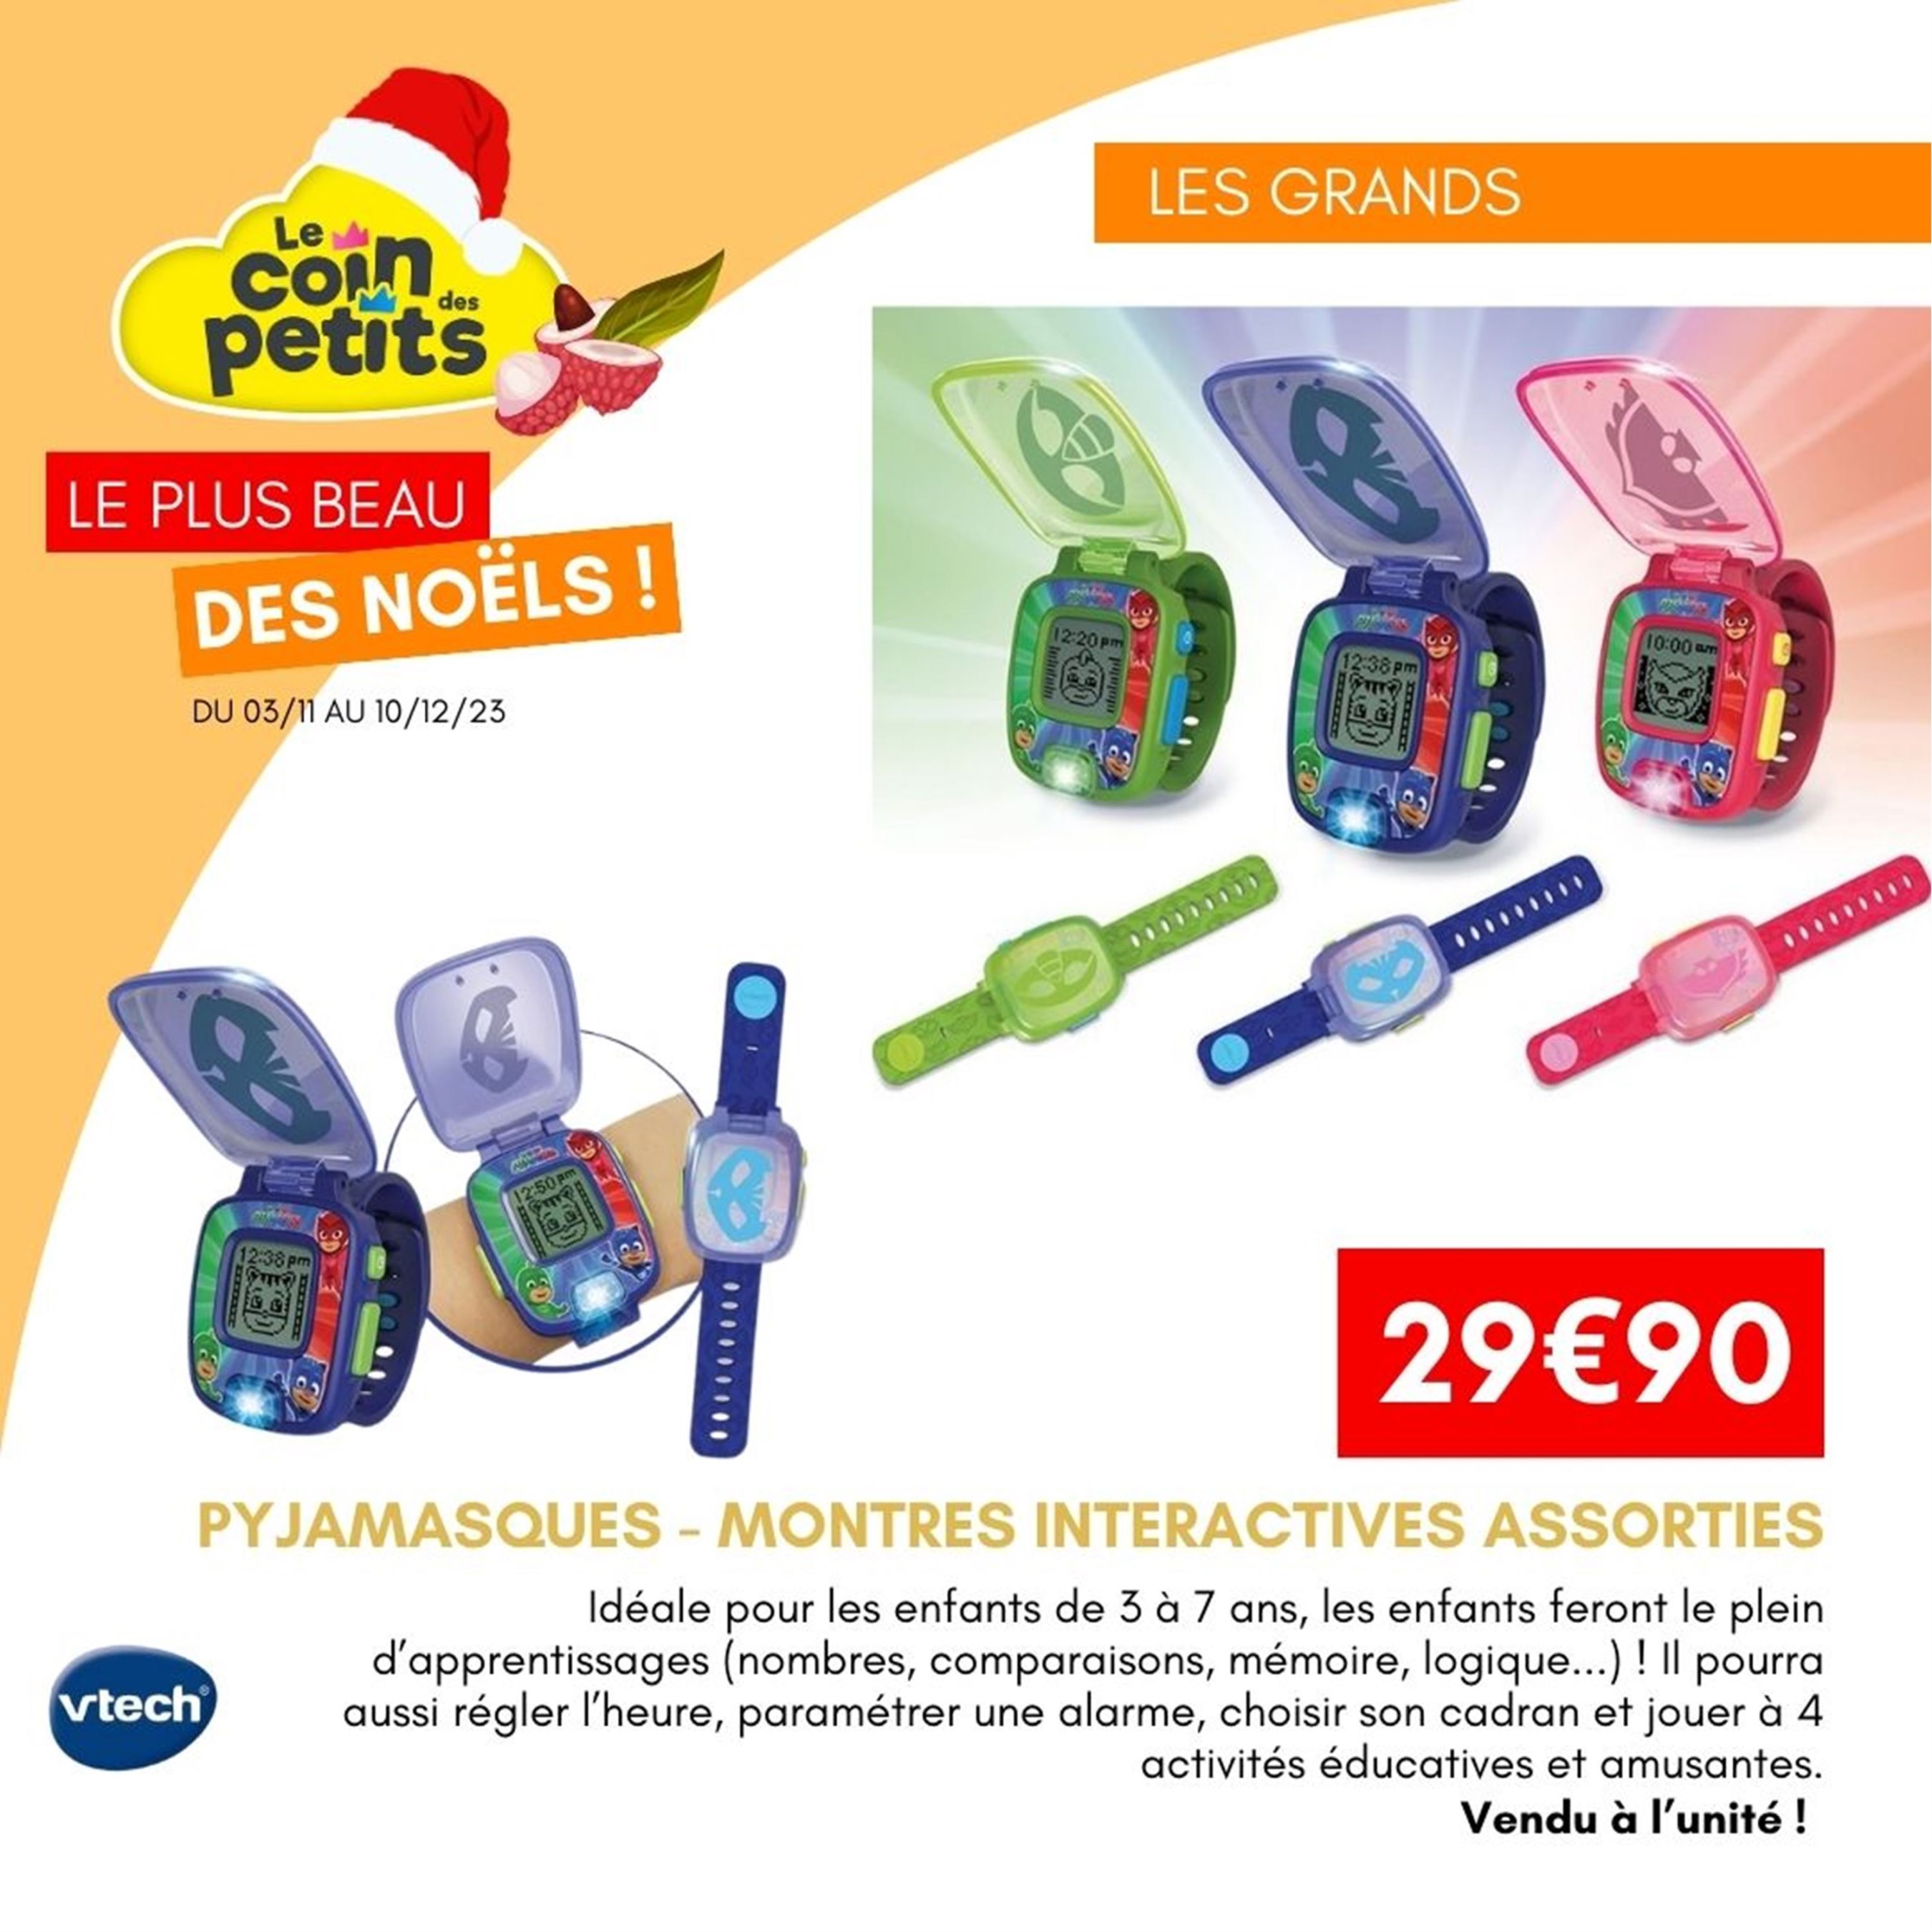 Le
coin des
petits
LE PLUS BEAU
DES NOËLS !
DU 03/11 AU 10/12/23
LES GRANDS
12:20 pm
12:38 pm
10:00 am
12:38 pm
12:50 pm
29€90
PYJAMASQUES - MONTRES INTERACTIVES ASSORTIES
Idéale pour les enfants de 3 à 7 ans, les enfants feront le plein
d'apprentissages (nombres, comparaisons, mémoire, logique...) ! Il pourra
aussi régler l'heure, paramétrer une alarme, choisir son cadran et jouer à 4
activités éducatives et amusantes.
Vendu à l'unité !
vtech®